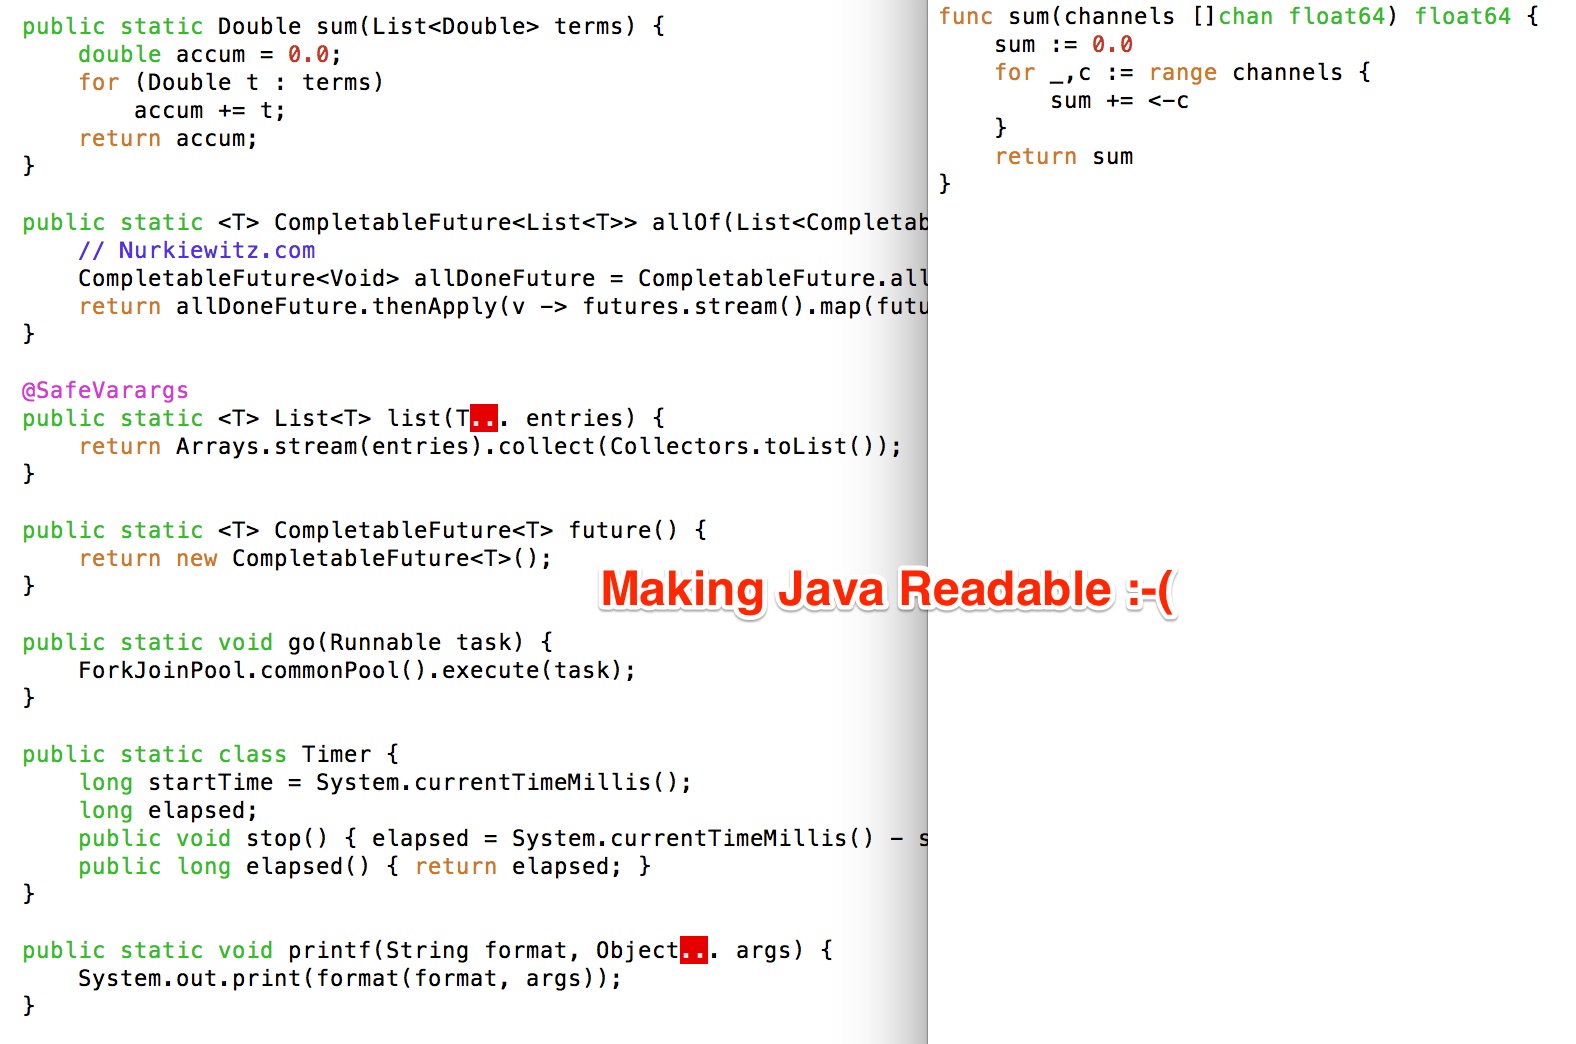 public static Double sum(List<Double> terms) {
    double accum = 0.0;
    for (Double t : terms)
        accum += t;
    return accum;
}

public static <T> CompletableFuture<List<T>> allOf(List<Completab
    // Nurkiewitz.com
    CompletableFuture<Void> allDoneFuture = CompletableFuture.all
    return allDoneFuture.thenApply(v -> futures.stream().map(futu
}

@SafeVarargs
public static <T> List<T> list(T... entries) {
    return Arrays.stream(entries).collect(Collectors.toList());
}

public static <T> CompletableFuture<T> future() {
    return new CompletableFuture<T>();
}

public static void go(Runnable task) {
    ForkJoinPool.commonPool().execute(task);
}

public static class Timer {
    long startTime = System.currentTimeMillis();
    long elapsed;
    public void stop() { elapsed = System.currentTimeMillis() - s
    public long elapsed() { return elapsed; }
}

public static void printf(String format, Object... args) {
    System.out.print(format(format, args));
}

func sum(channels []chan float64) float64 {
    sum := 0.0
    for _,c := range channels {
        sum += <-c
    }
    return sum
}

Making Java Readable :-(